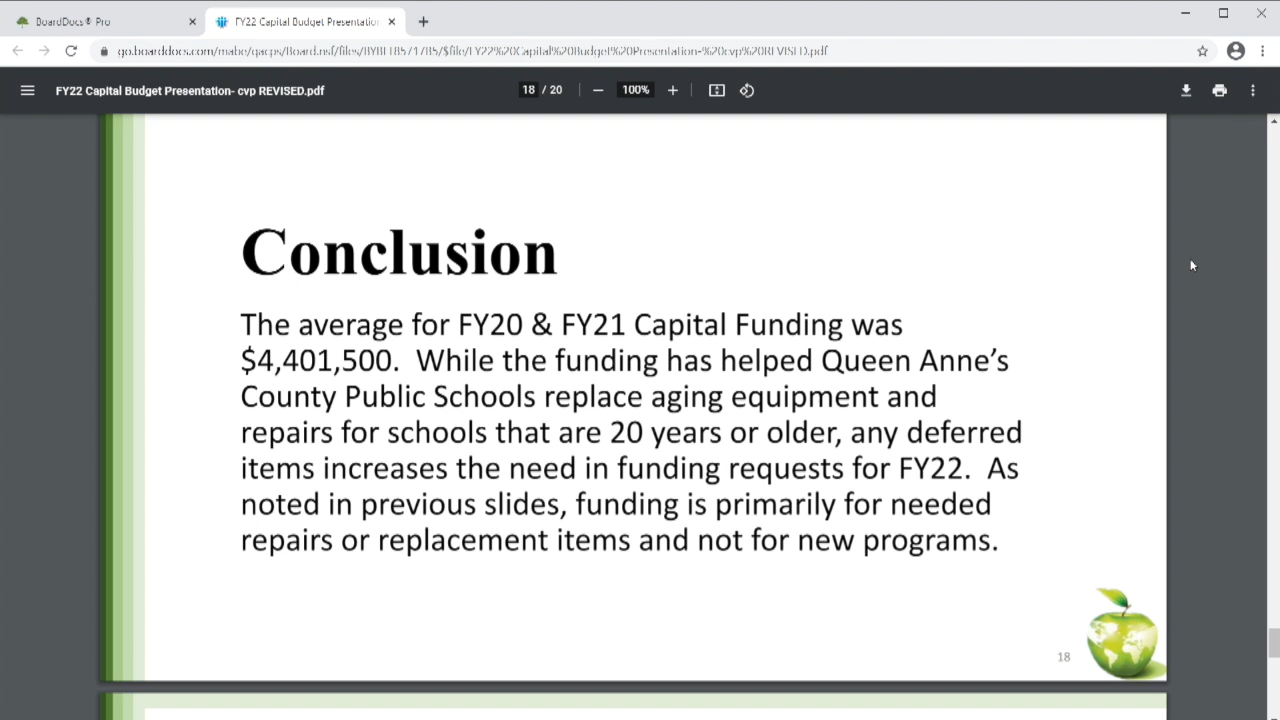 BoardDocs® Pro
FY22 Capital Budget Presentation
FY22 Capital Budget Presentation- cvp REVISED.pdf
18 / 20
100%
Conclusion
The average for FY20 & FY21 Capital Funding was
$4,401,500. While the funding has helped Queen Anne’s
County Public Schools replace aging equipment and
repairs for schools that are 20 years or older, any deferred
items increases the need in funding requests for FY22. As
noted in previous slides, funding is primarily for needed
repairs or replacement items and not for new programs.
18